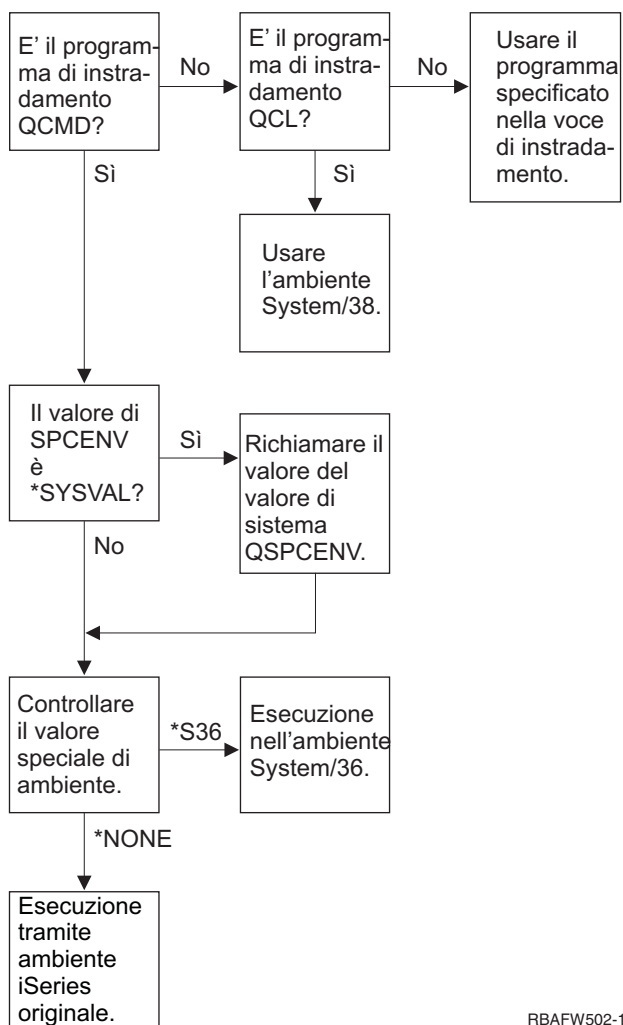 E' il program-
ma di instra-
damento
QCMD?
No
E' il program-
ma di instra-
damento
QCL?
No
Usare il
programma
specificato
nella voce
di instrada-
mento.
Sì
Sì
Usare
l'ambiente
System/38.
Il valore di
SPCENV
è
*SYSVAL?
Sì
Richiamare il
valore del
valore di
sistema
QSPCENV.
No
Controllare
il valore
speciale di
ambiente.
*S36
Esecuzione
nell'ambiente
System/36.
*NONE
Esecuzione
tramite
ambiente
iSeries
originale.
RBAFW502-1